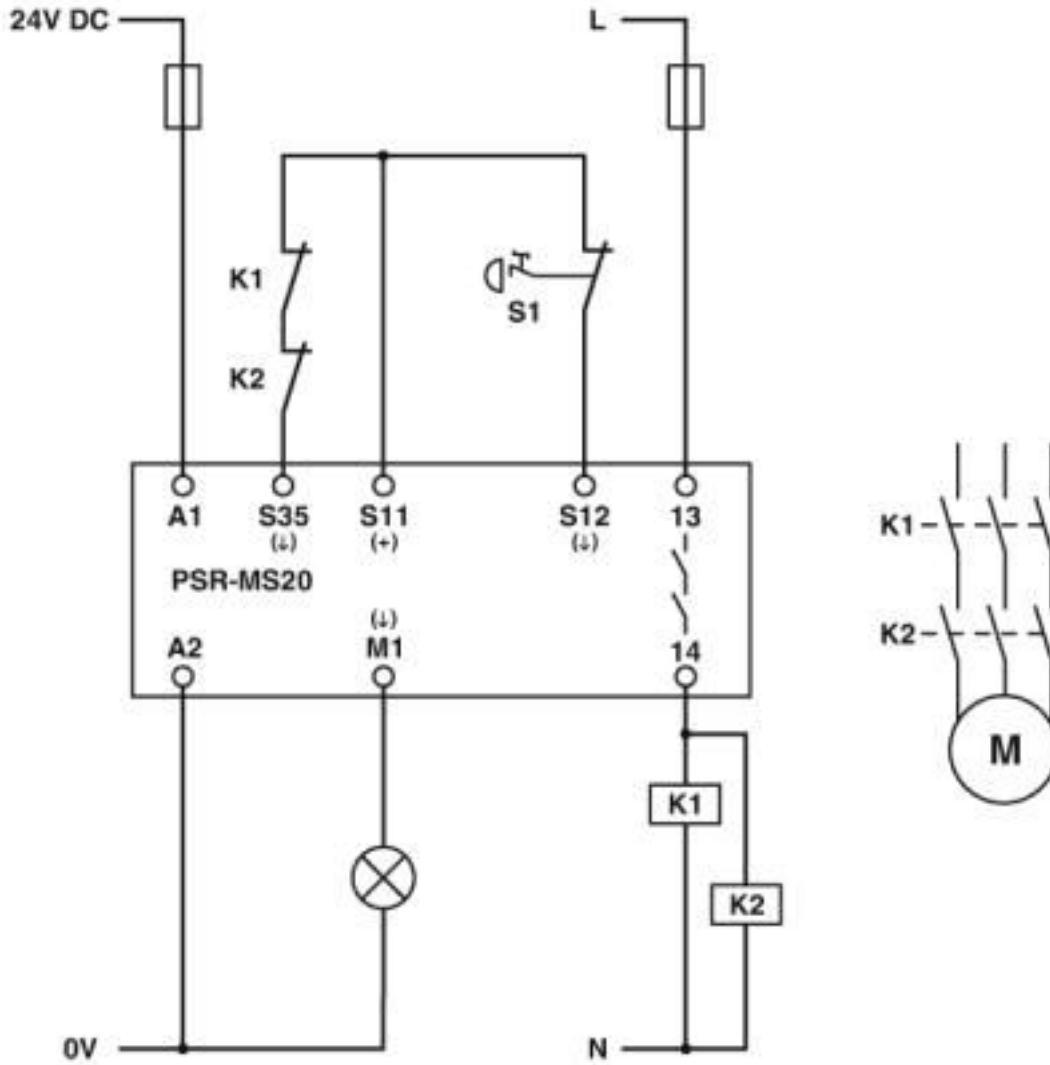 24V DC
L
K1
S1
K2
A1 S35 S11 S12 13
(↓) (+) (↓)
PSR-MS20
(↓)
A2 M1 14
K1
K2
M
K1
K2
0V N